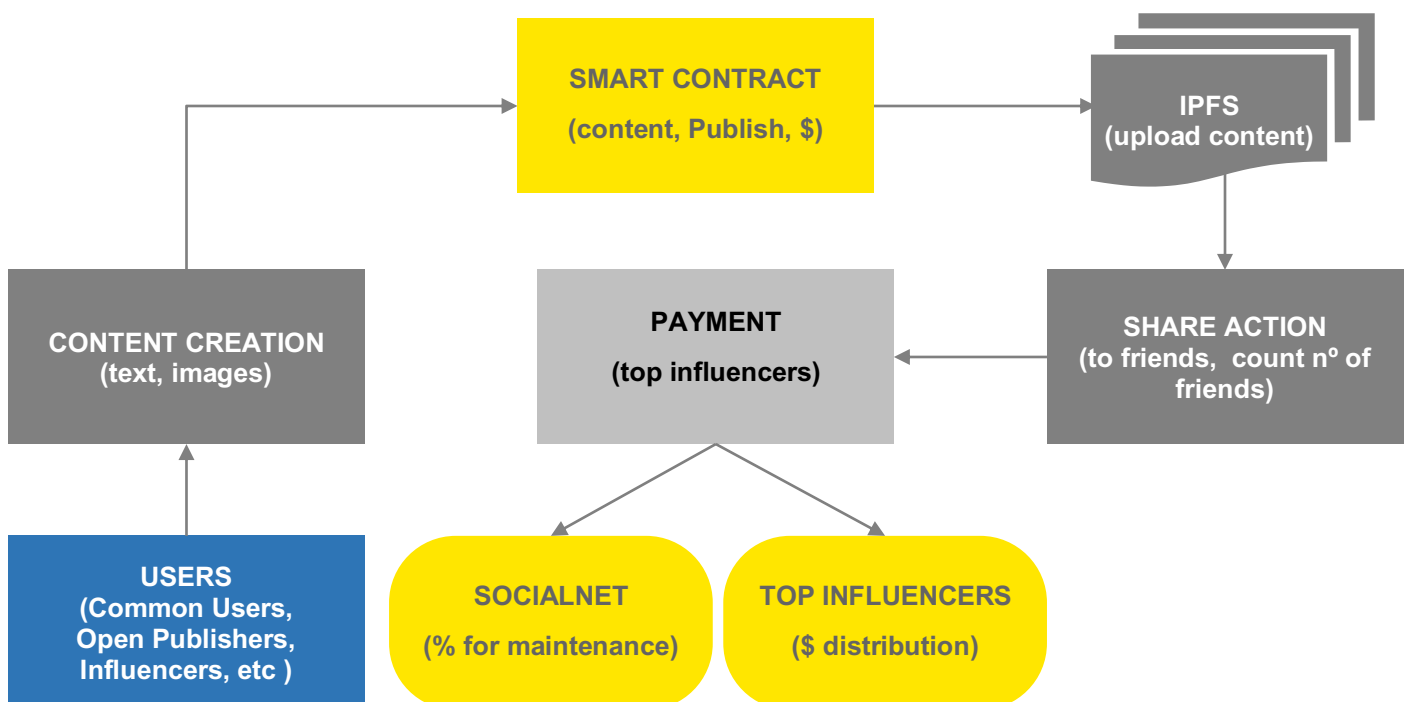 SMART CONTRACT
(content, Publish, $)
IPFS
(upload content)
CONTENT CREATION
(text, images)
PAYMENT
(top influencers)
SHARE ACTION
(to friends,  count nº of
friends)
USERS
(Common Users,
Open Publishers,
Influencers, etc )
SOCIALNET
(% for maintenance)
TOP INFLUENCERS
($ distribution)